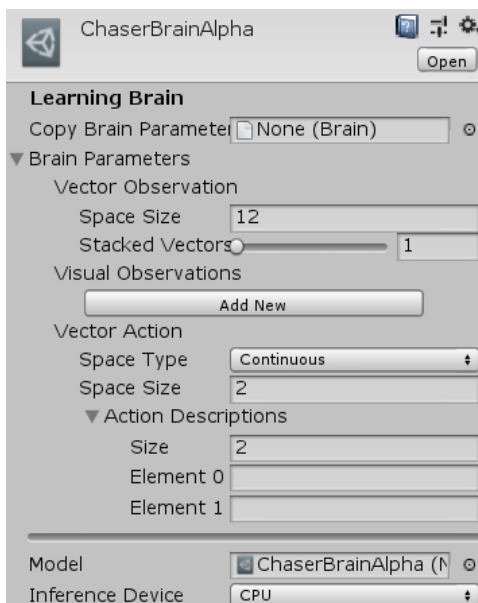 ChaserBrainAlpha
Open
Learning Brain
Copy Brain Parameter None (Brain)
Brain Parameters
Vector Observation
Space Size 12
Stacked Vectors 1
Visual Observations
Add New
Vector Action
Space Type Continuous
Space Size 2
Action Descriptions
Size 2
Element 0
Element 1
Model ChaserBrainAlpha (N
Inference Device CPU